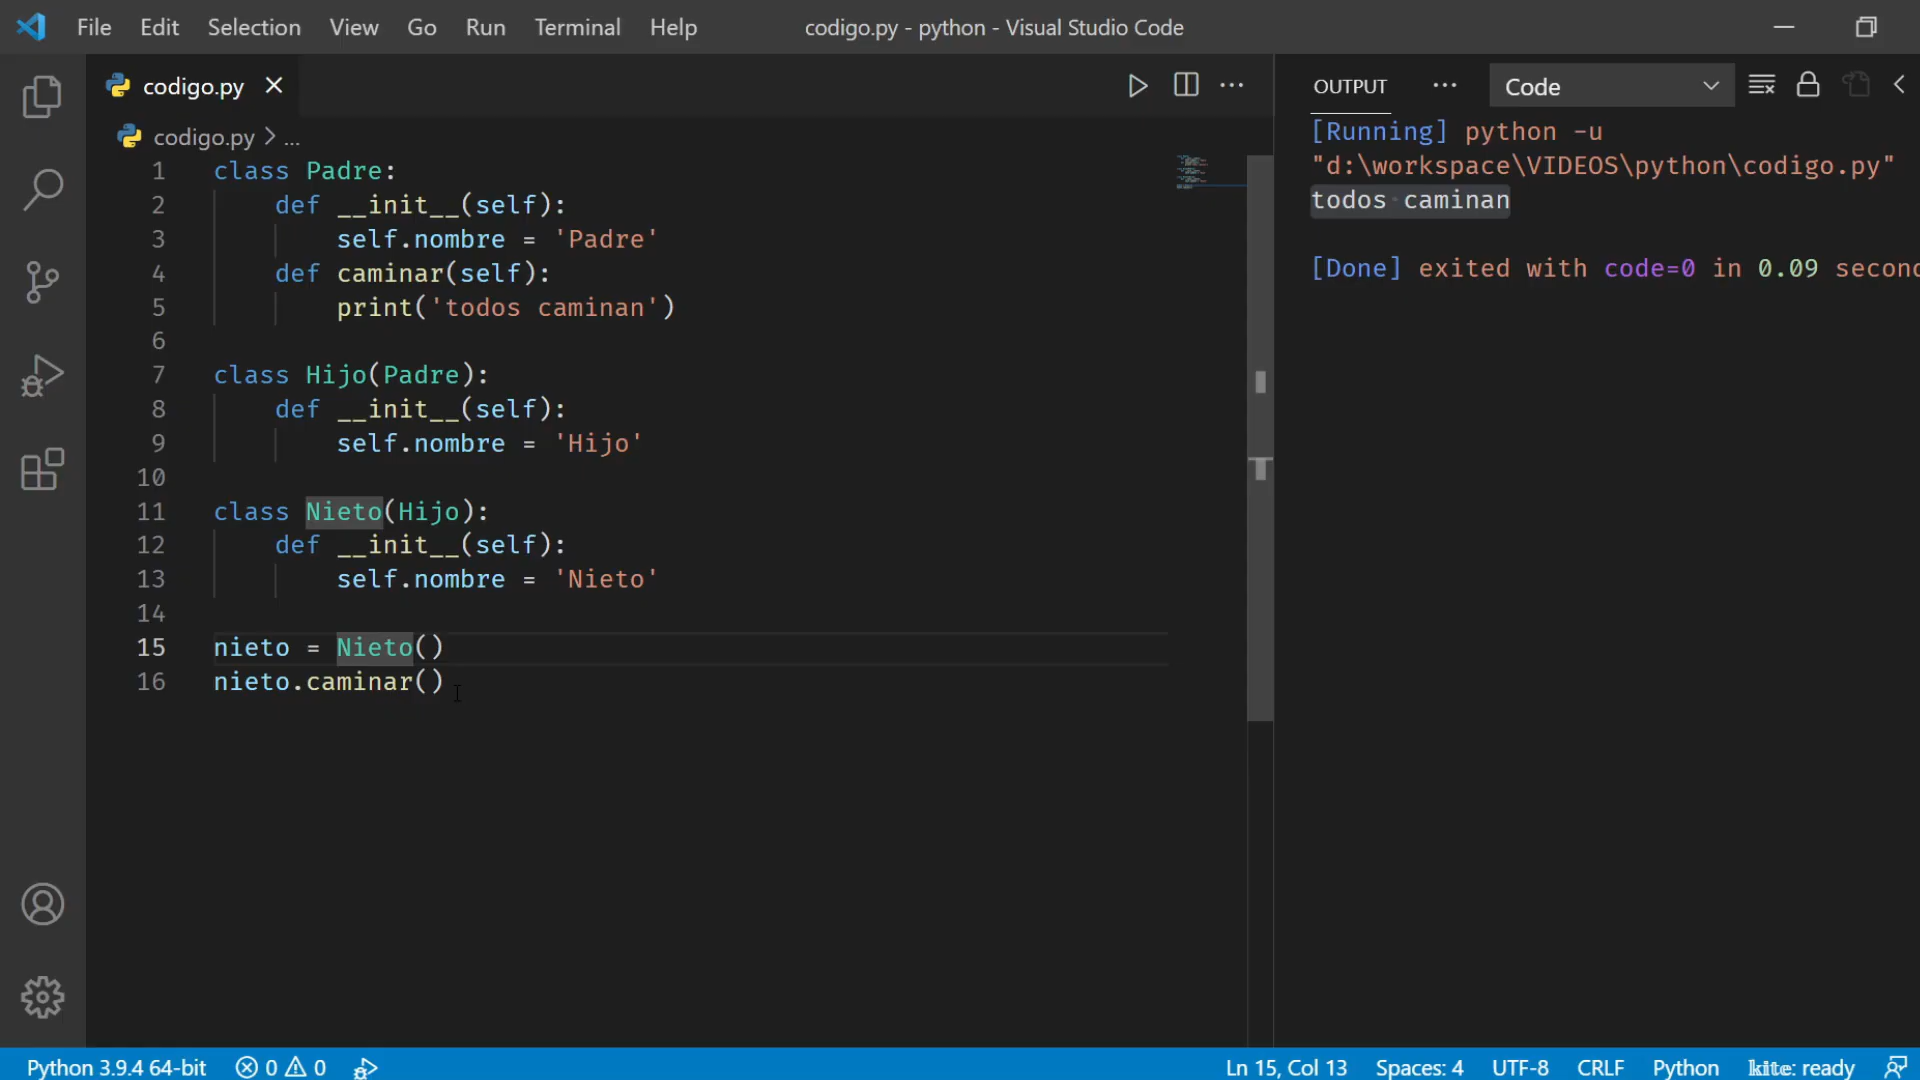 File Edit Selection View Go Run Terminal Help codigo.py - python - Visual Studio Code
codigo.py
codigo.py > ...
1 class Padre:
2 def __init__(self):
3 self.nombre = 'Padre'
4 def caminar(self):
5 print('todos caminan')
6
7 class Hijo(Padre):
8 def __init__(self):
9 self.nombre = 'Hijo'
10
11 class Nieto(Hijo):
12 def __init__(self):
13 self.nombre = 'Nieto'
14
15 nieto = Nieto()
16 nieto.caminar()
OUTPUT ... Code
[Running] python -u
"d:\workspace\VIDEOS\python\codigo.py"
todos caminan
[Done] exited with code=0 in 0.09 second
Python 3.9.4 64-bit 0 0 Ln 15, Col 13 Spaces: 4 UTF-8 CRLF Python kite: ready